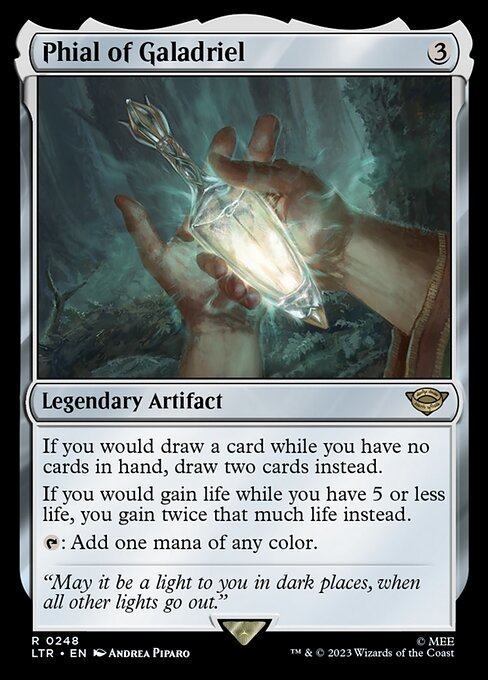 Phial of Galadriel 3
Legendary Artifact
If you would draw a card while you have no
cards in hand, draw two cards instead.
If you would gain life while you have 5 or less
life, you gain twice that much life instead.
: Add one mana of any color.
“May it be a light to you in dark places, when
all other lights go out.”
R 0248
LTR • EN Andrea Piparo
© MEE
™ & © 2023 Wizards of the Coast